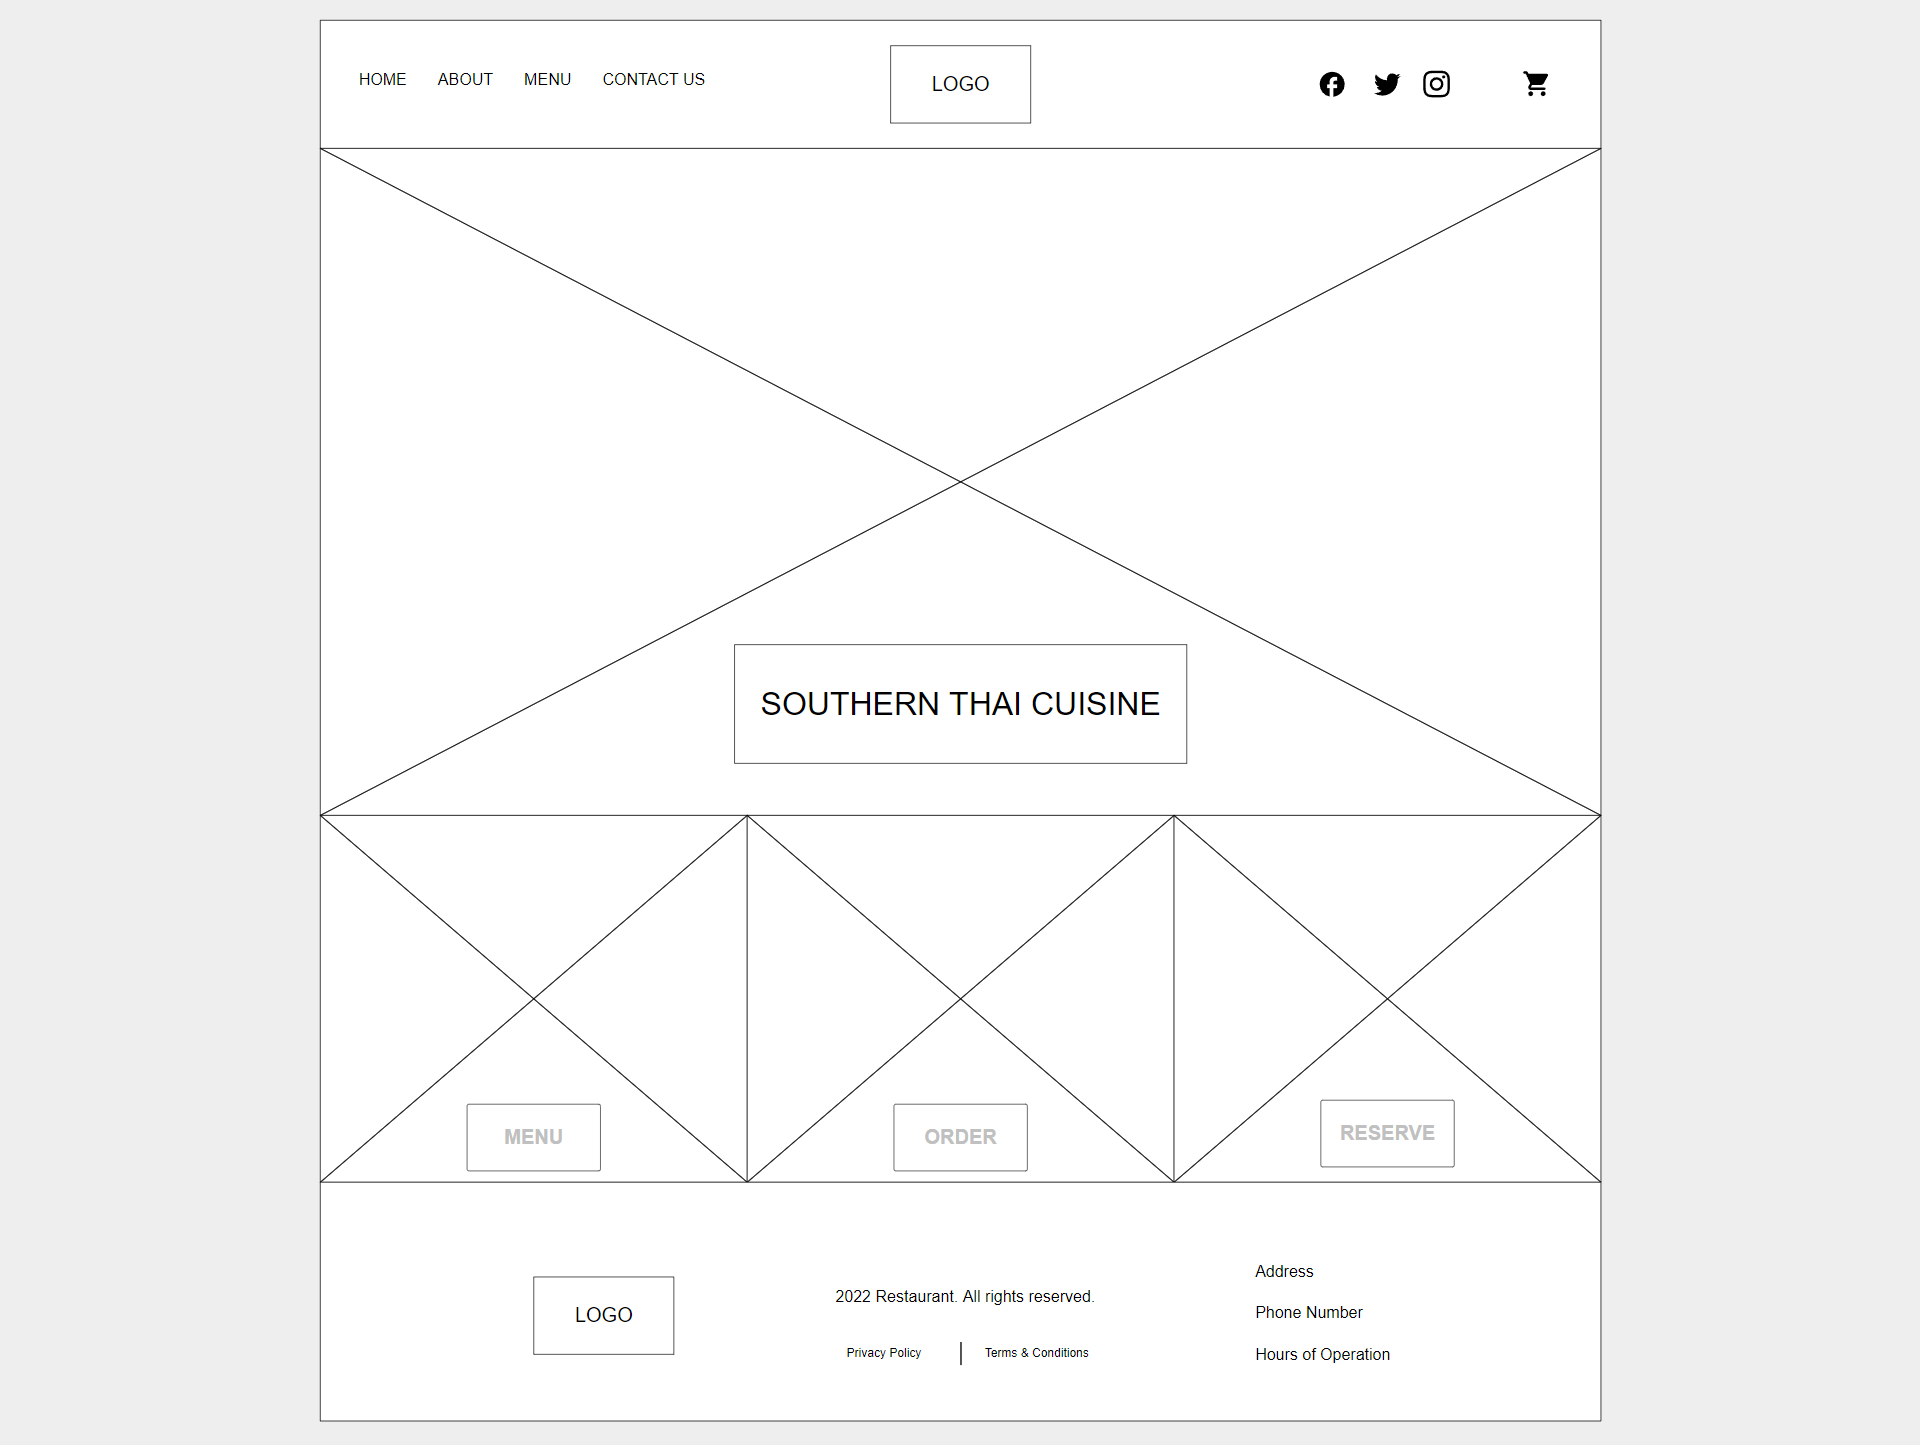 HOME ABOUT MENU CONTACT US
LOGO
SOUTHERN THAI CUISINE
MENU
ORDER
RESERVE
LOGO
2022 Restaurant. All rights reserved.
Privacy Policy
Terms & Conditions
Address
Phone Number
Hours of Operation